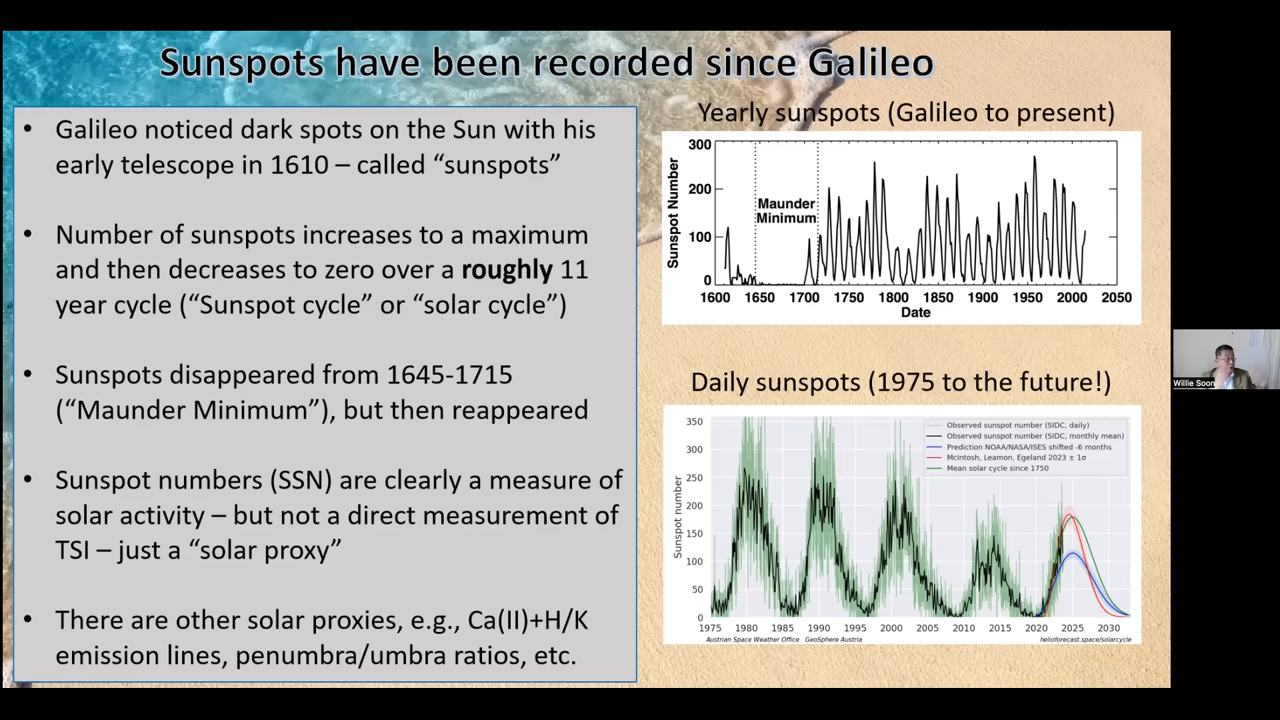 Sunspots have been recorded since Galileo
• Galileo noticed dark spots on the Sun with his
early telescope in 1610 – called “sunspots”
• Number of sunspots increases to a maximum
and then decreases to zero over a roughly 11
year cycle (“Sunspot cycle” or “solar cycle”)
• Sunspots disappeared from 1645-1715
(“Maunder Minimum”), but then reappeared
• Sunspot numbers (SSN) are clearly a measure of
solar activity – but not a direct measurement of
TSI – just a “solar proxy”
• There are other solar proxies, e.g., Ca(II)+H/K
emission lines, penumbra/umbra ratios, etc.
Yearly sunspots (Galileo to present)
Sunspot Number
300
200
100
0
Maunder
Minimum
1600 1650 1700 1750 1800 1850 1900 1950 2000 2050
Date
Daily sunspots (1975 to the future!)
Sunspot number
350
300
250
200
150
100
50
0
Observed sunspot number (SIDC, daily)
Observed sunspot number (SIDC, monthly mean)
Prediction NOAA/NASA/ISES shifted -6 months
McIntosh, Leamon, Egeland 2023 ± 1σ
Mean solar cycle since 1750
1975 1980 1985 1990 1995 2000 2005 2010 2015 2020 2025 2030
Austrian Space Weather Office GeoSphere Austria
helioforecast.space/solarcycle
Willie Soon